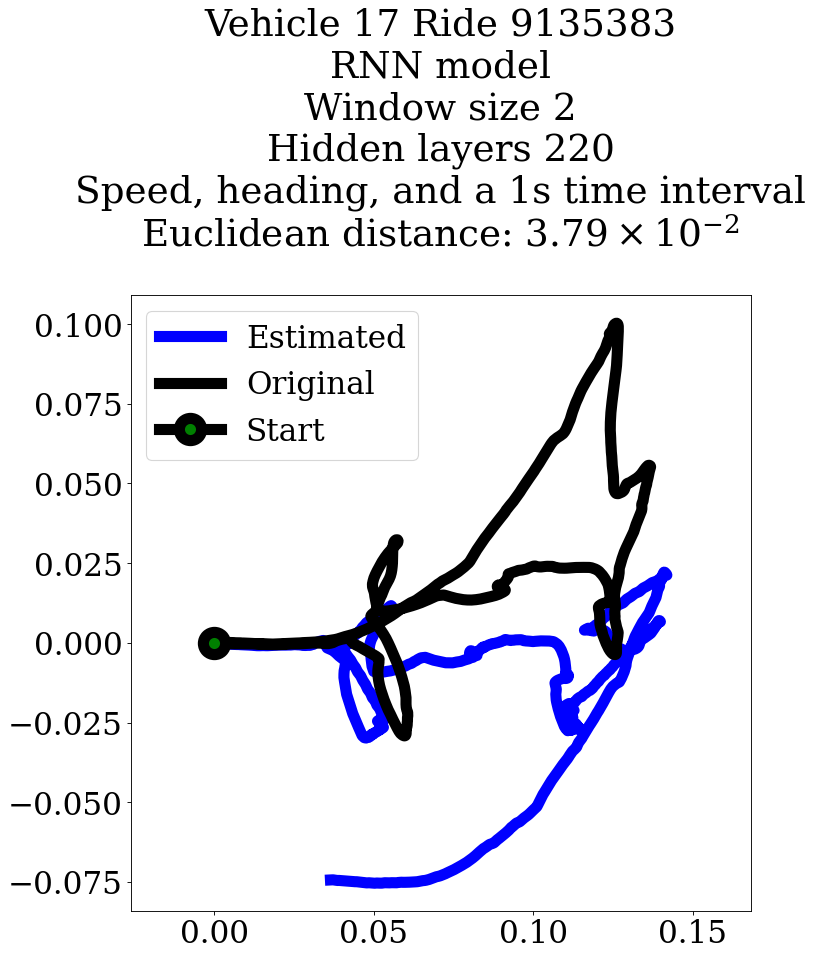 Vehicle 17 Ride 9135383
RNN model
Window size 2
Hidden layers 220
Speed, heading, and a 1s time interval
Euclidean distance: $3.79 \times 10^{-2}$
Estimated
Original
Start
0.100
0.075
0.050
0.025
0.000
−0.025
−0.050
−0.075
0.00 0.05 0.10 0.15